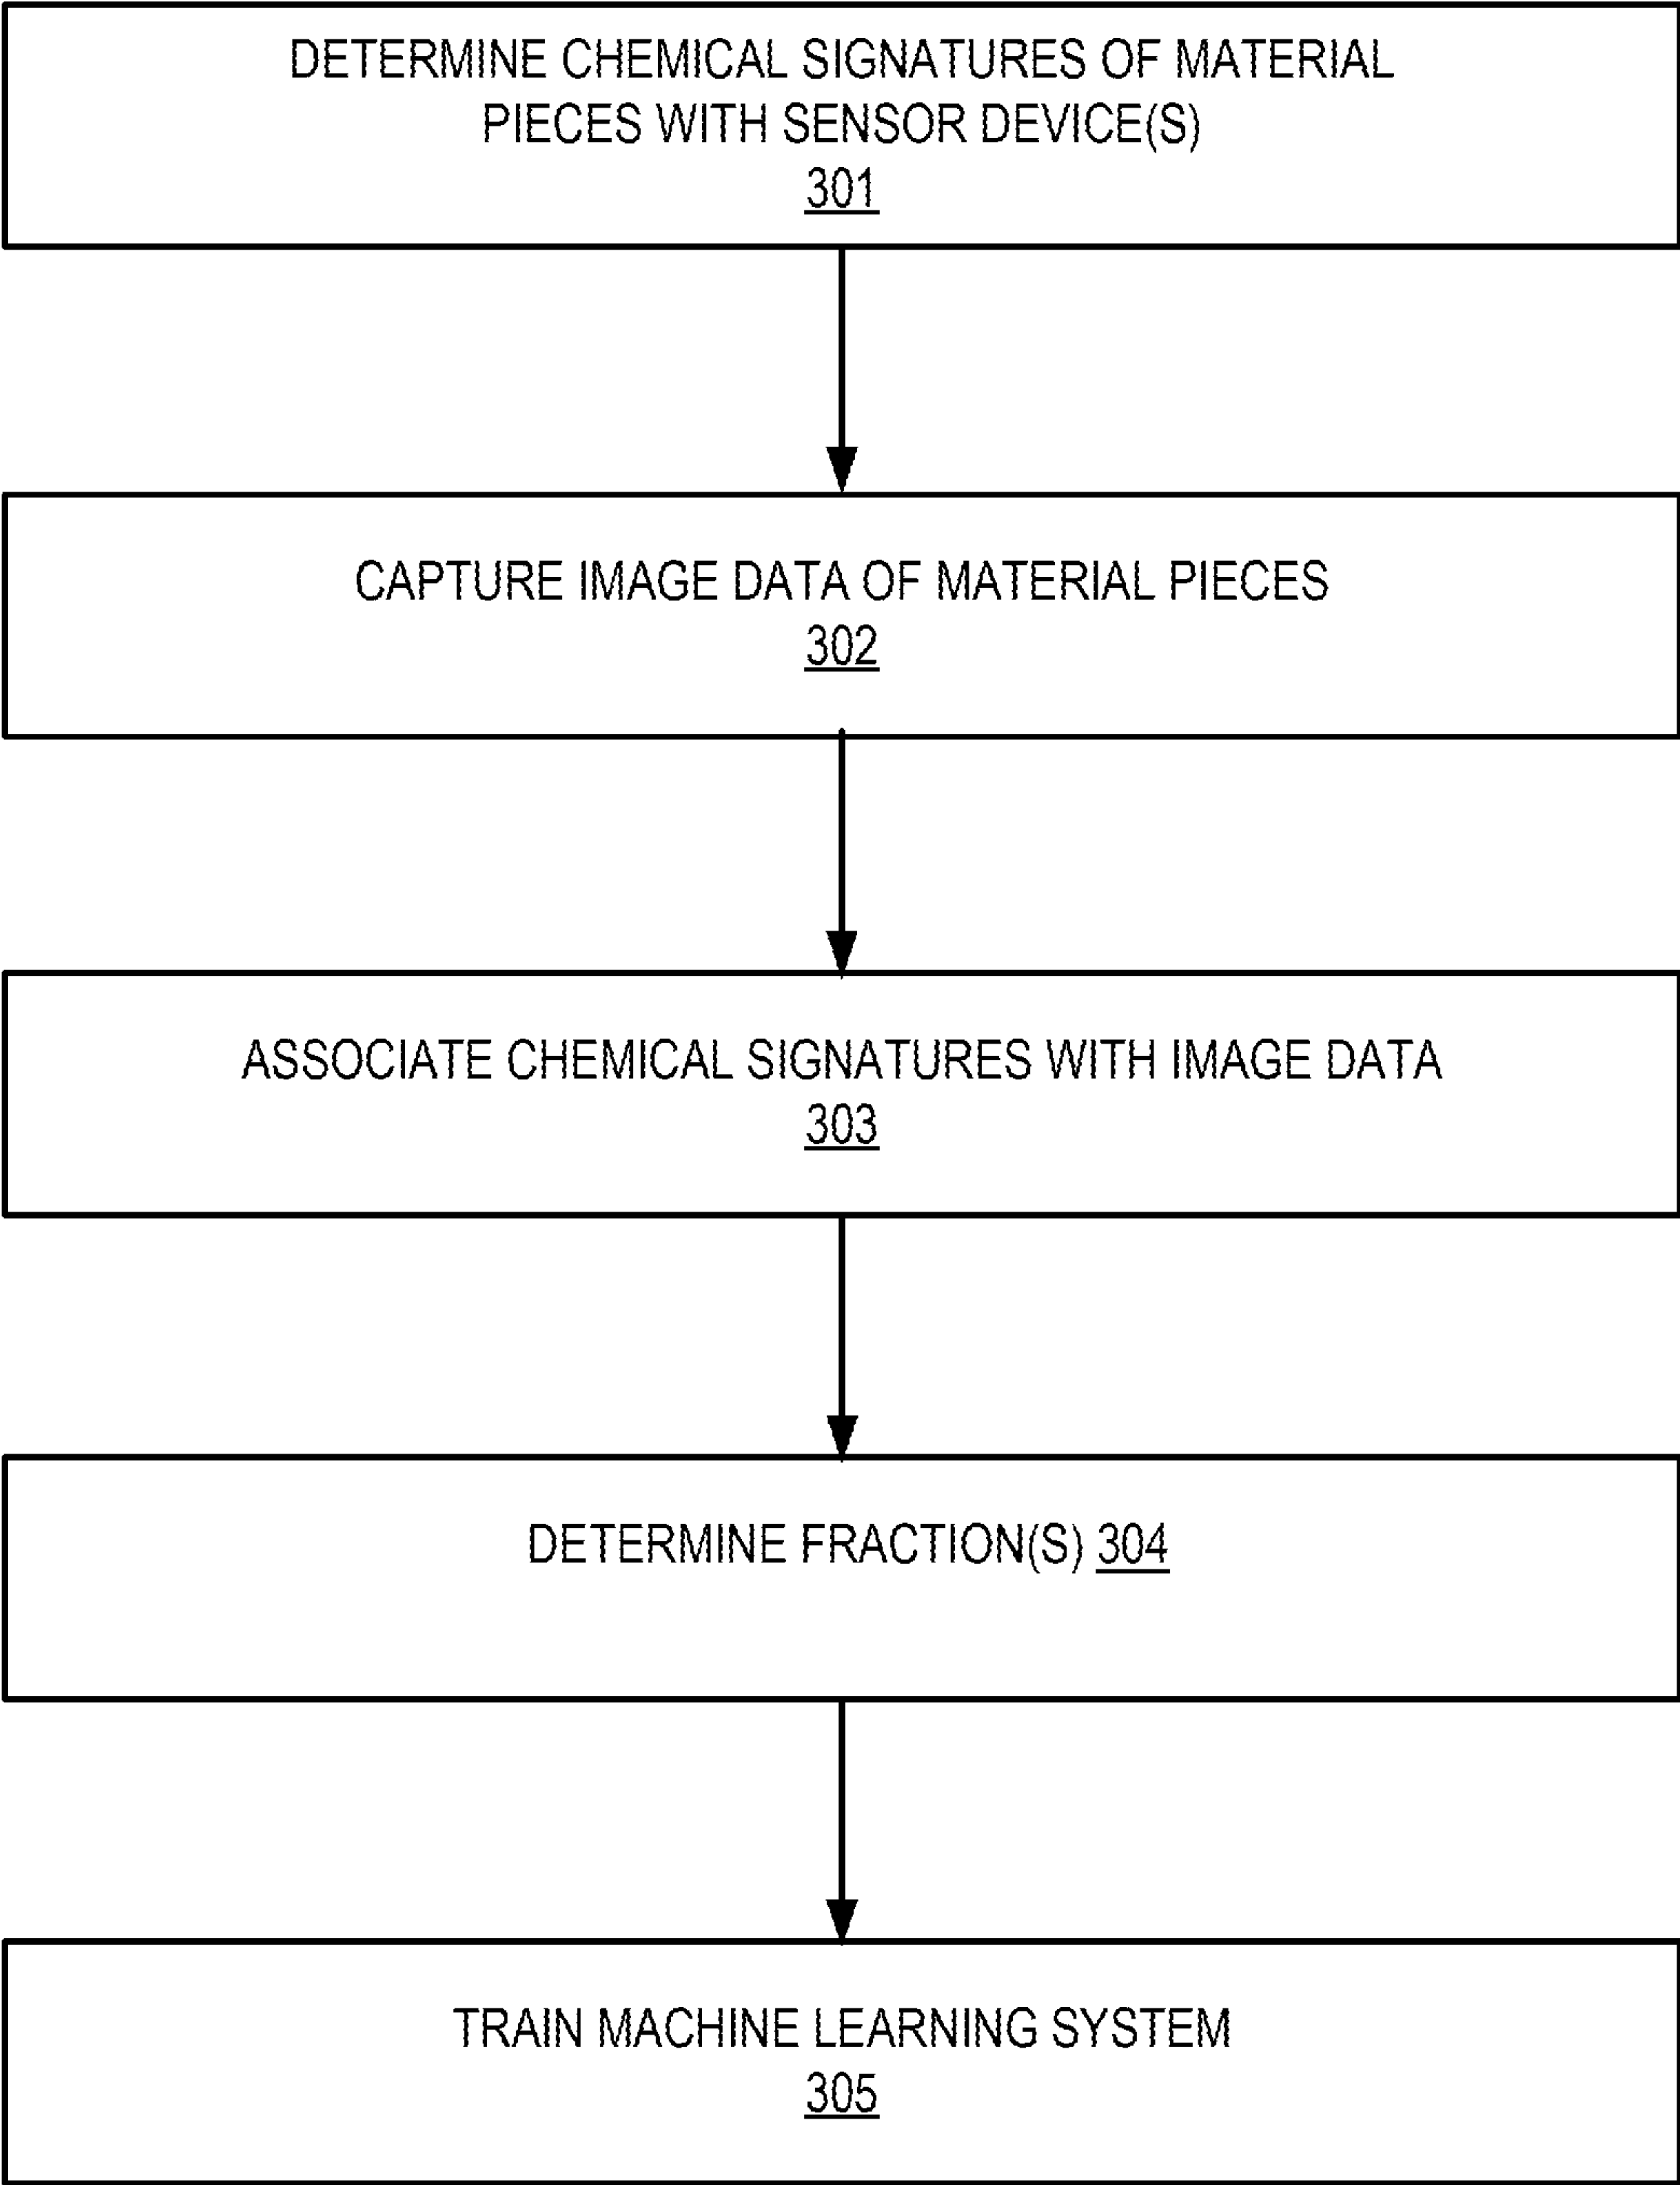 DETERMINE CHEMICAL SIGNATURES OF MATERIAL
PIECES WITH SENSOR DEVICE(S)
301
CAPTURE IMAGE DATA OF MATERIAL PIECES
302
ASSOCIATE CHEMICAL SIGNATURES WITH IMAGE DATA
303
DETERMINE FRACTION(S) 304
TRAIN MACHINE LEARNING SYSTEM
305